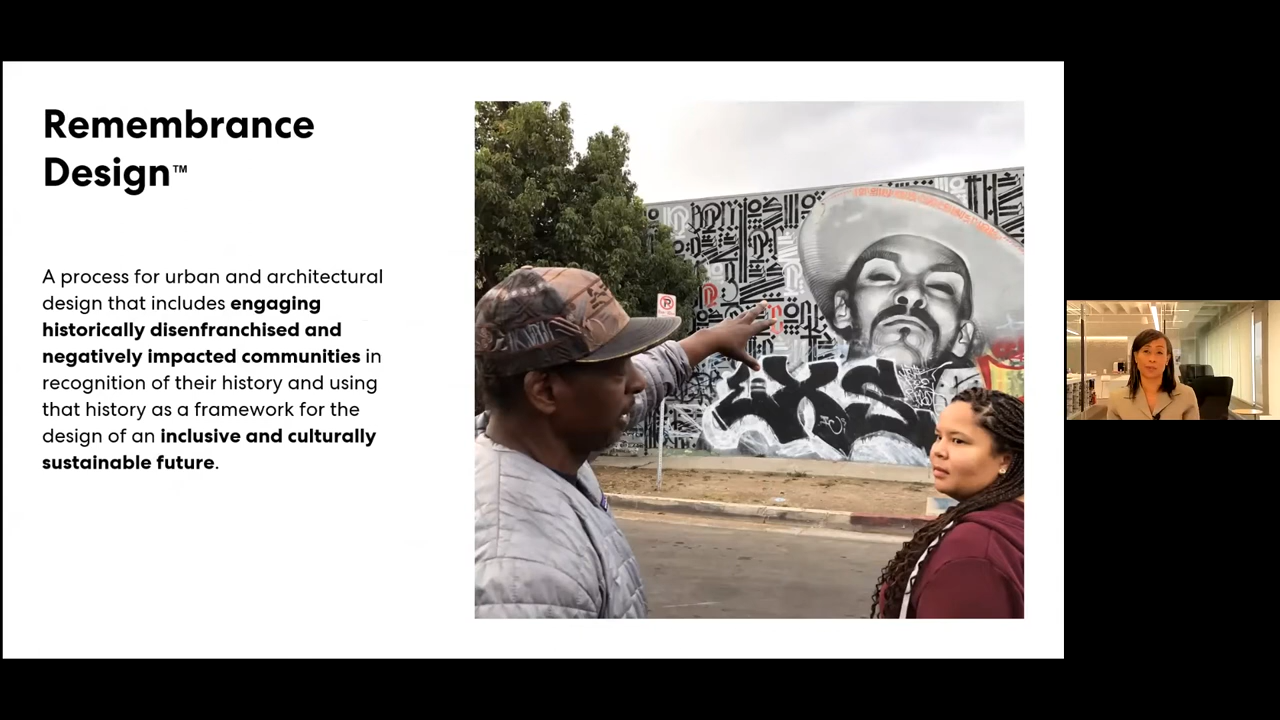 Remembrance
Design™
A process for urban and architectural
design that includes engaging
historically disenfranchised and
negatively impacted communities in
recognition of their history and using
that history as a framework for the
design of an inclusive and culturally
sustainable future.